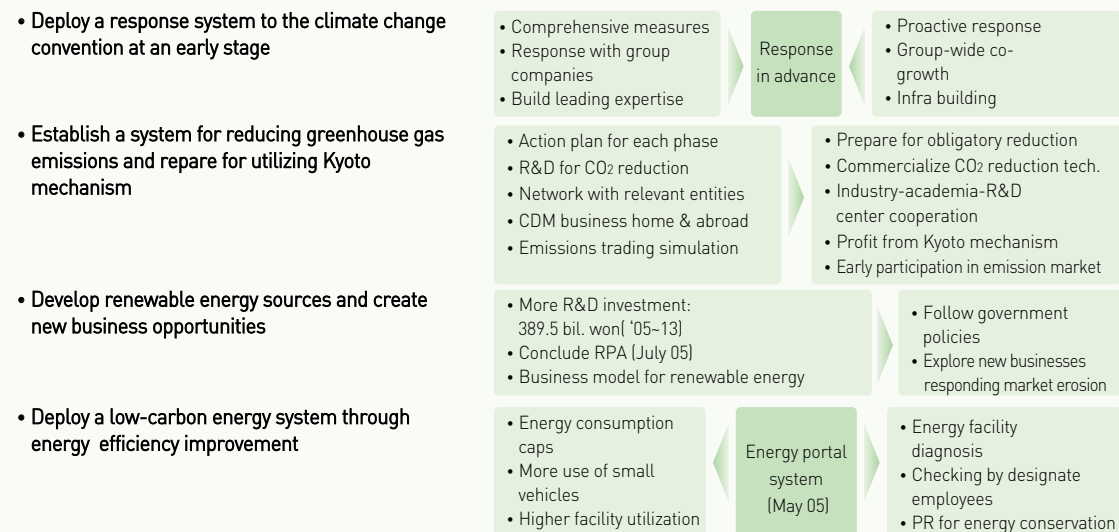 • Deploy a response system to the climate change
convention at an early stage
• Comprehensive measures
• Response with group
companies
• Build leading expertise
Response
in advance
• Proactive response
• Group-wide co-
growth
• Infra building
• Establish a system for reducing greenhouse gas
emissions and repare for utilizing Kyoto
mechanism
• Action plan for each phase
• R&D for CO2 reduction
• Network with relevant entities
• CDM business home & abroad
• Emissions trading simulation
• Prepare for obligatory reduction
• Commercialize CO2 reduction tech.
• Industry-academia-R&D
center cooperation
• Profit from Kyoto mechanism
• Early participation in emission market
• Develop renewable energy sources and create
new business opportunities
• More R&D investment:
389.5 bil. won( ‘05~13)
• Conclude RPA (July 05)
• Business model for renewable energy
• Follow government
policies
• Explore new businesses
responding market erosion
• Deploy a low-carbon energy system through
energy efficiency improvement
• Energy consumption
caps
• More use of small
vehicles
• Higher facility utilization
Energy portal
system
(May 05)
• Energy facility
diagnosis
• Checking by designate
employees
• PR for energy conservation